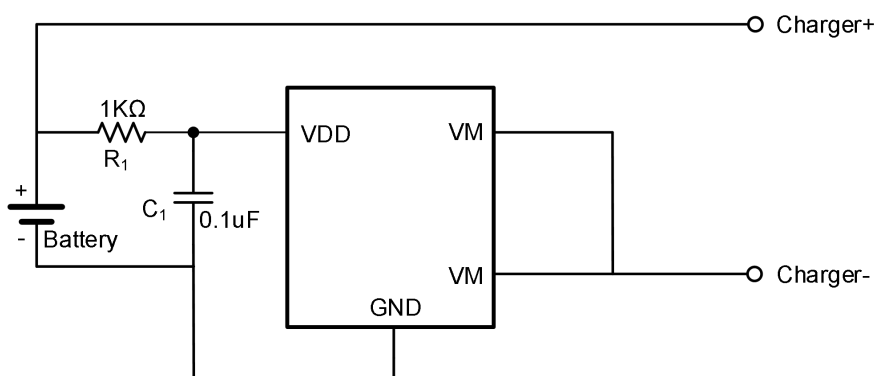 Charger+
1KΩ
R1
VDD
VM
+
C1
0.1uF
- Battery
VM
Charger-
GND